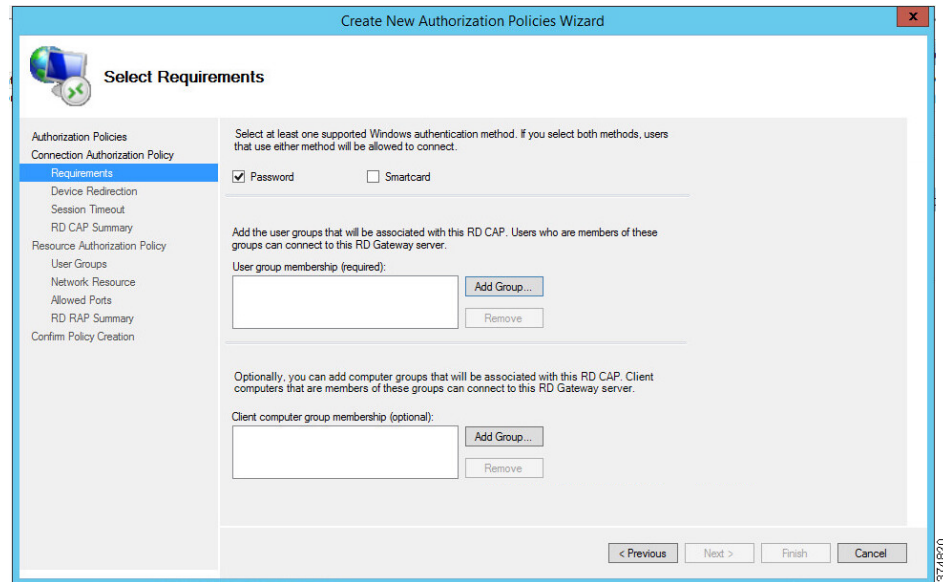 Create New Authorization Policies Wizard
x
Select Requirements
Authorization Policies
Connection Authorization Policy
Requirements
Device Redirection
Session Timeout
RD CAP Summary
Resource Authorization Policy
User Groups
Network Resource
Allowed Ports
RD RAP Summary
Confirm Policy Creation
Select at least one supported Windows authentication method. If you select both methods, users
that use either method will be allowed to connect.
Password
Smartcard
Add the user groups that will be associated with this RD CAP. Users who are members of these
groups can connect to this RD Gateway server.
User group membership (required):
Add Group...
Remove
Optionally, you can add computer groups that will be associated with this RD CAP. Client
computers that are members of these groups can connect to this RD Gateway server.
Client computer group membership (optional):
Add Group...
Remove
< Previous
Next >
Finish
Cancel
374820